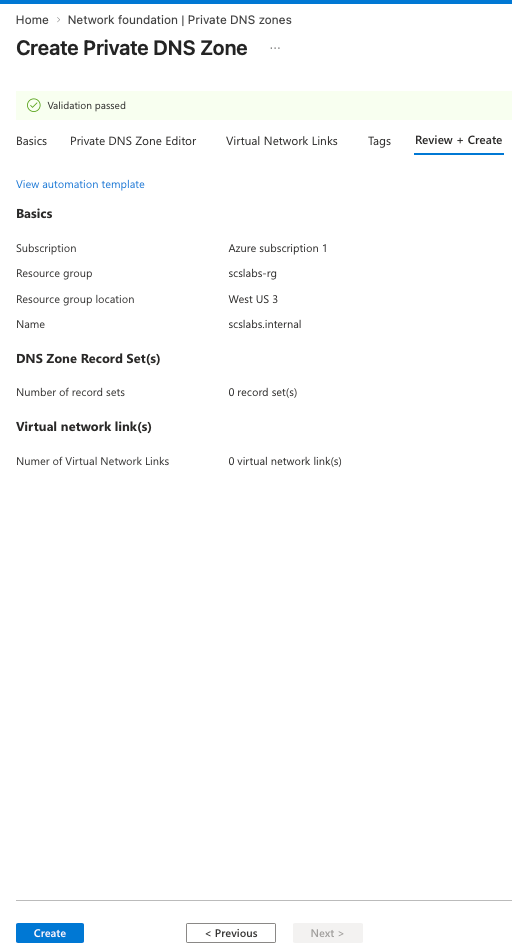 Home > Network foundation | Private DNS zones
Create Private DNS Zone ...
Validation passed
Basics Private DNS Zone Editor Virtual Network Links Tags Review + Create
View automation template
Basics
Subscription Azure subscription 1
Resource group scslabs-rg
Resource group location West US 3
Name scslabs.internal
DNS Zone Record Set(s)
Number of record sets 0 record set(s)
Virtual network link(s)
Numer of Virtual Network Links 0 virtual network link(s)
Create < Previous Next >